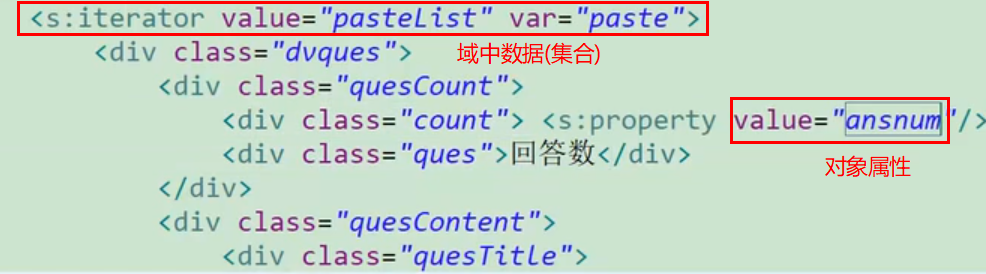 <s:iterator value="pasteList" var="paste">
<div class="dvques">
域中数据(集合)
<div class="quesCount">
<div class="count"> <s:property value="ansnum"/>
<div class="ques">回答数</div>
对象属性
</div>
<div class="quesContent">
<div class="quesTitle">